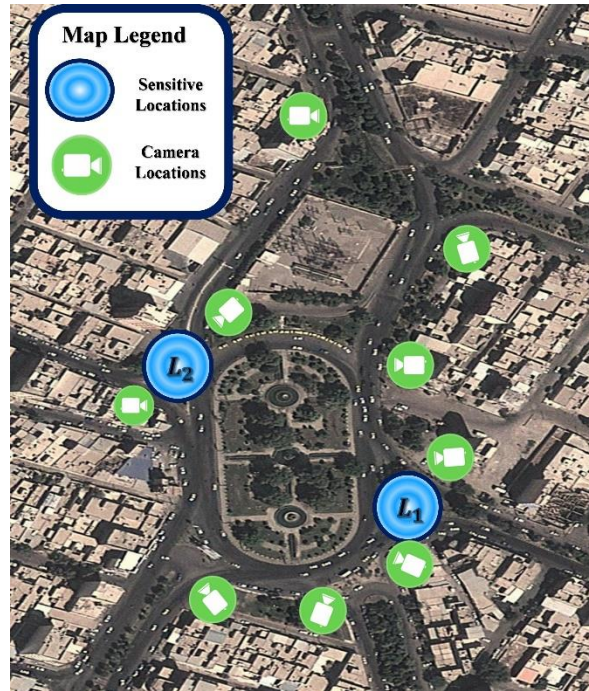 Map Legend
Sensitive
Locations
Camera
Locations
L₂
L₁